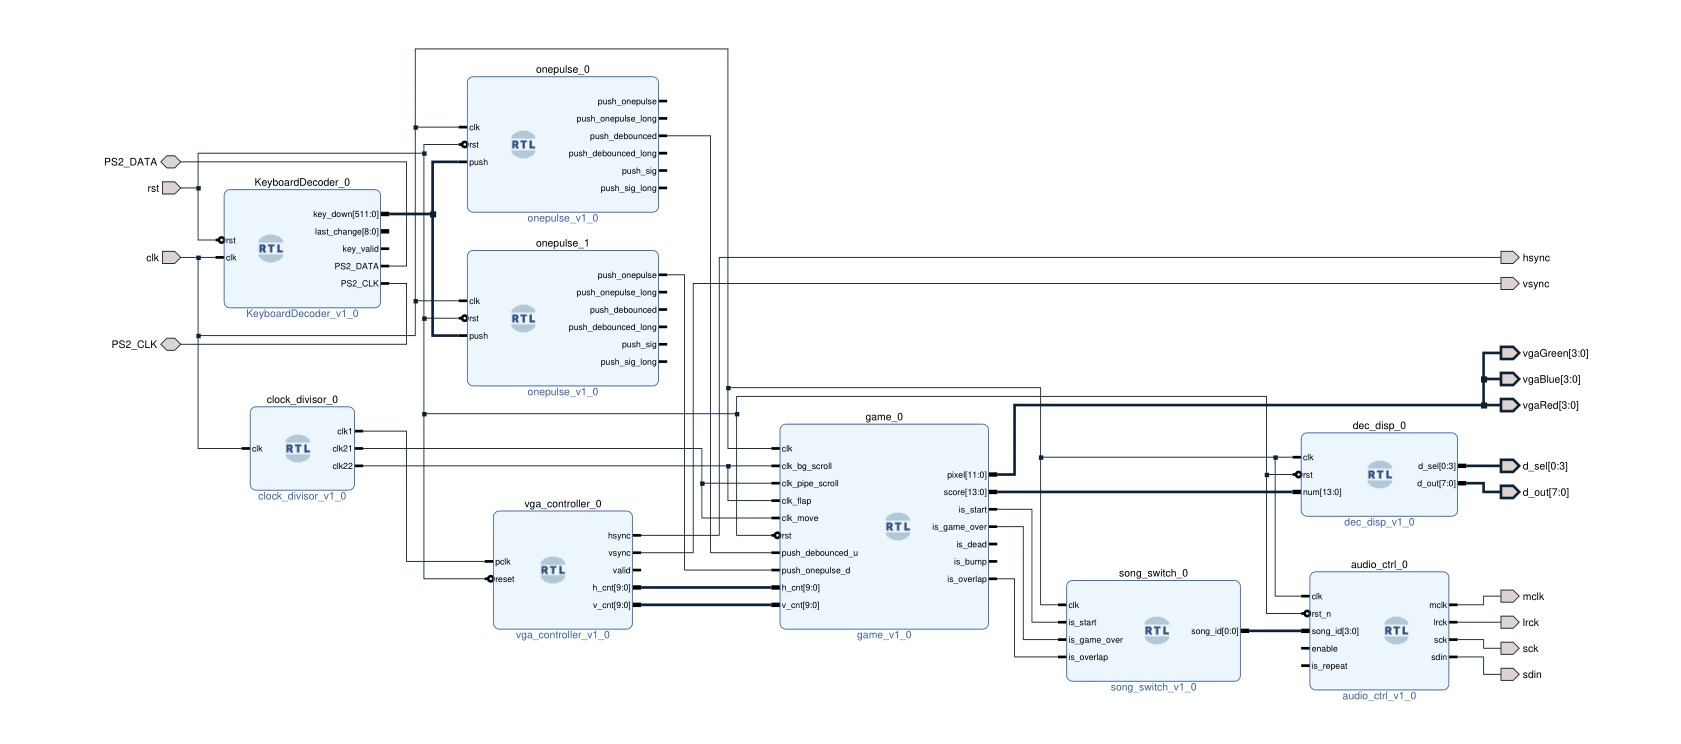 PS2_DATA
rst
clk
PS2_CLK
KeyboardDecoder_0
rst
clk
RTL
key_down[511:0]
last_change[8:0]
key_valid
PS2_DATA
PS2_CLK
KeyboardDecoder_v1_0
clock_divisor_0
clk
RTL
clk1
clk21
clk22
clock_divisor_v1_0
onepulse_0
clk
rst
push
RTL
push_onepulse
push_onepulse_long
push_debounced
push_debounced_long
push_sig
push_sig_long
onepulse_v1_0
onepulse_1
clk
rst
push
RTL
push_onepulse
push_onepulse_long
push_debounced
push_debounced_long
push_sig
push_sig_long
onepulse_v1_0
vga_controller_0
pclk
reset
RTL
hsync
vsync
valid
h_cnt[9:0]
v_cnt[9:0]
vga_controller_v1_0
game_0
clk
clk_bg_scroll
clk_pipe_scroll
clk_flap
clk_move
rst
push_debounced_u
push_onepulse_d
h_cnt[9:0]
v_cnt[9:0]
RTL
pixel[11:0]
score[13:0]
is_start
is_game_over
is_dead
is_bump
is_overlap
game_v1_0
song_switch_0
clk
is_start
is_game_over
is_overlap
RTL
song_id[0:0]
song_switch_v1_0
dec_disp_0
clk
rst
num[13:0]
RTL
d_sel[0:3]
d_out[7:0]
dec_disp_v1_0
audio_ctrl_0
clk
rst_n
song_id[3:0]
enable
is_repeat
RTL
mclk
lrck
sck
sdin
audio_ctrl_v1_0
hsync
vsync
vgaGreen[3:0]
vgaBlue[3:0]
vgaRed[3:0]
d_sel[0:3]
d_out[7:0]
mclk
lrck
sck
sdin